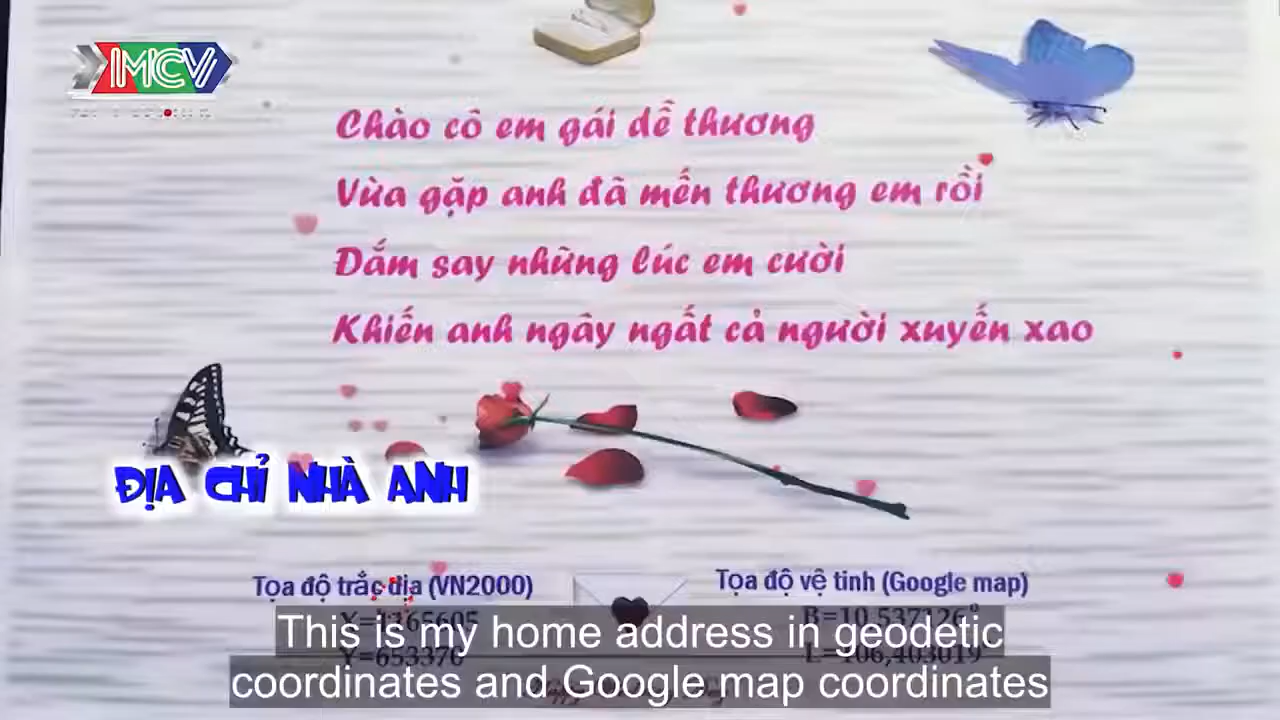 MCV
Chào cô em gái dễ thương
Vừa gặp anh đã mến thương em rồi
Đắm say những lúc em cười
Khiến anh ngây ngất cả người xuyến xao
ĐỊA CHỈ NHÀ ANH
Tọa độ trắc địa (VN2000)
Tọa độ vệ tinh (Google map)
This is my home address in geodetic
coordinates and Google map coordinates